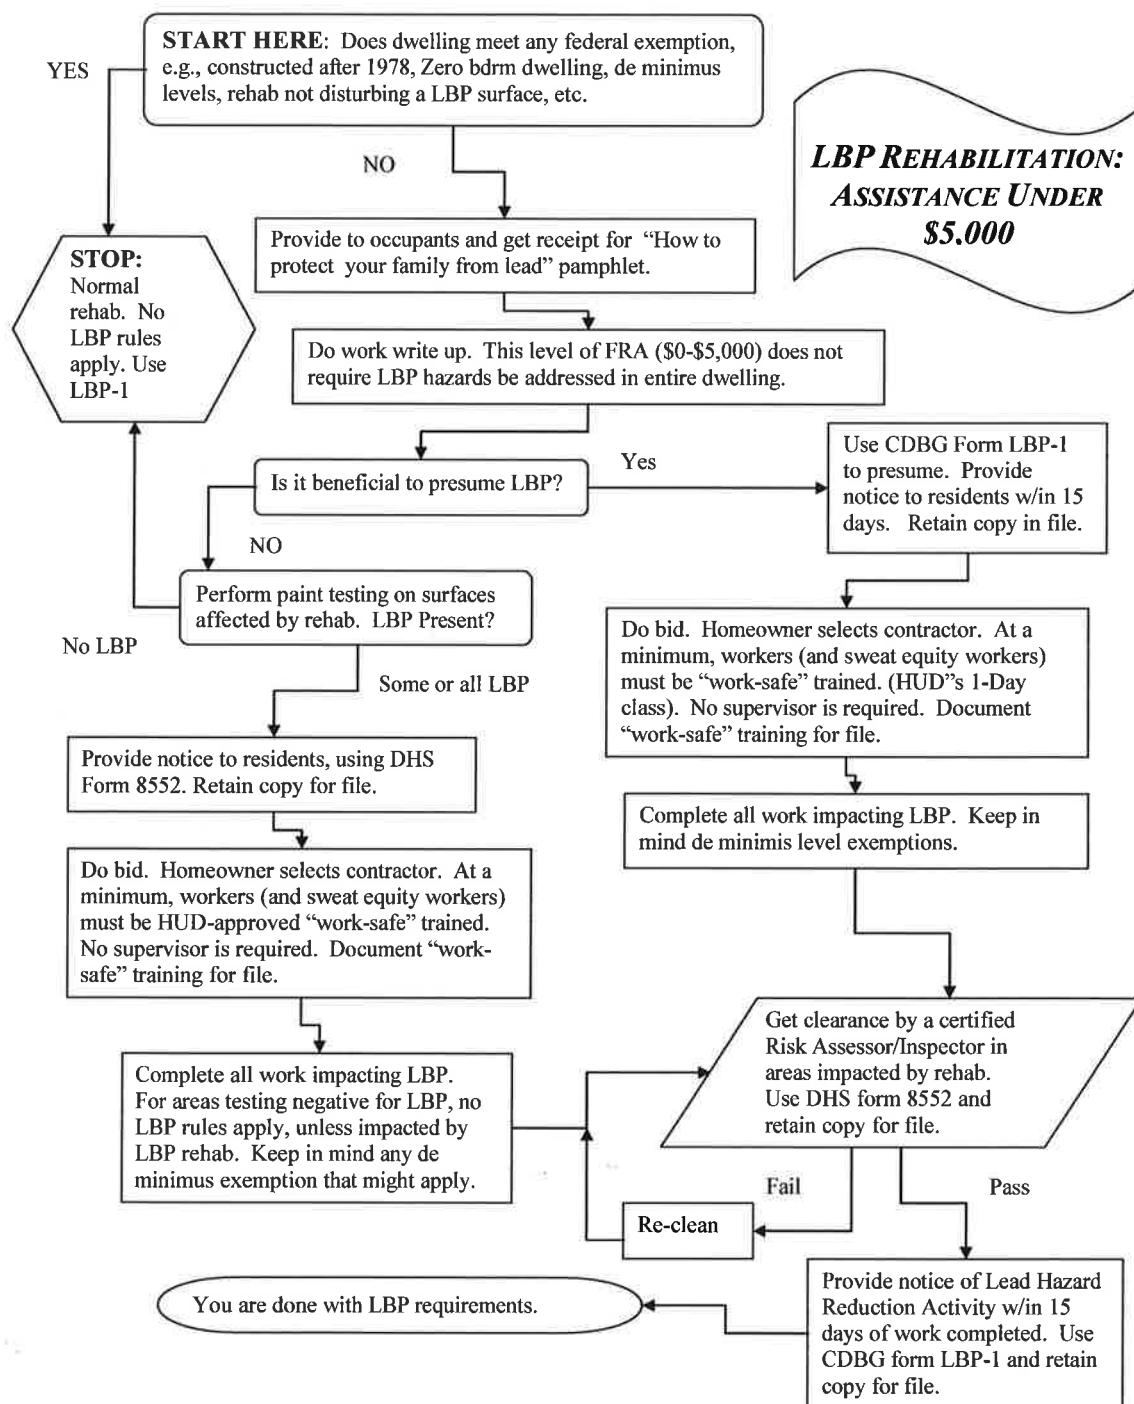 START HERE: Does dwelling meet any federal exemption,
e.g., constructed after 1978, Zero bdrm dwelling, de minimus
levels, rehab not disturbing a LBP surface, etc.
YES
NO
LBP REHABILITATION:
ASSISTANCE UNDER
$5.000
STOP:
Normal
rehab. No
LBP rules
apply. Use
LBP-1
Provide to occupants and get receipt for “How to
protect your family from lead” pamphlet.
Do work write up. This level of FRA ($0-$5,000) does not
require LBP hazards be addressed in entire dwelling.
Is it beneficial to presume LBP?
Yes
Use CDBG Form LBP-1
to presume. Provide
notice to residents w/in 15
days. Retain copy in file.
NO
Perform paint testing on surfaces
affected by rehab. LBP Present?
No LBP
Some or all LBP
Do bid. Homeowner selects contractor. At a
minimum, workers (and sweat equity workers)
must be “work-safe” trained. (HUD”s 1-Day
class). No supervisor is required. Document
“work-safe” training for file.
Provide notice to residents, using DHS
Form 8552. Retain copy for file.
Complete all work impacting LBP. Keep in
mind de minimis level exemptions.
Do bid. Homeowner selects contractor. At a
minimum, workers (and sweat equity workers)
must be HUD-approved “work-safe” trained.
No supervisor is required. Document “work-
safe” training for file.
Get clearance by a certified
Risk Assessor/Inspector in
areas impacted by rehab.
Use DHS form 8552 and
retain copy for file.
Complete all work impacting LBP.
For areas testing negative for LBP, no
LBP rules apply, unless impacted by
LBP rehab. Keep in mind any de
minimus exemption that might apply.
Fail
Pass
Re-clean
Provide notice of Lead Hazard
Reduction Activity w/in 15
days of work completed. Use
CDBG form LBP-1 and retain
copy for file.
You are done with LBP requirements.